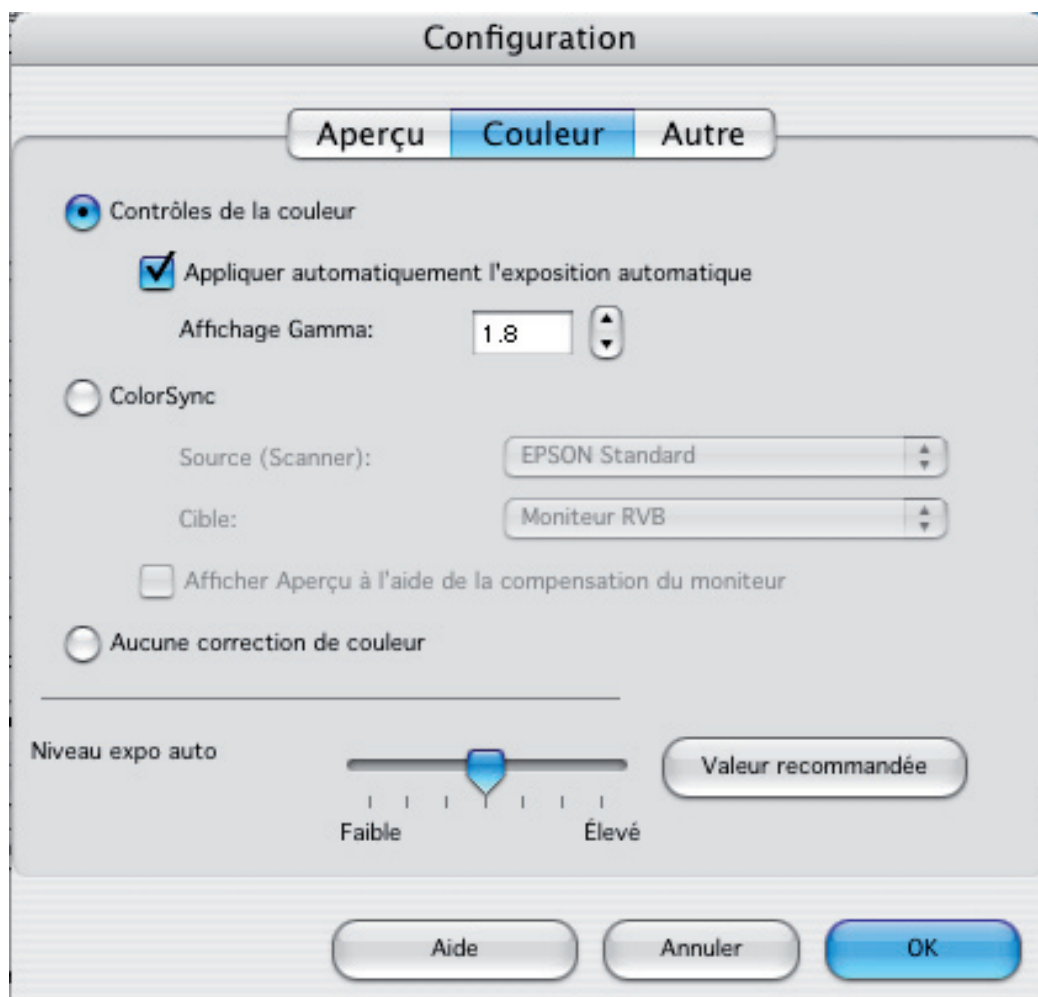 Configuration
Aperçu Couleur Autre
Contrôles de la couleur
Appliquer automatiquement l'exposition automatique
Affichage Gamma: 1.8
ColorSync
Source (Scanner): EPSON Standard
Cible: Moniteur RVB
Afficher Aperçu à l'aide de la compensation du moniteur
Aucune correction de couleur
Niveau expo auto Valeur recommandée
Faible Élevé
Aide Annuler OK